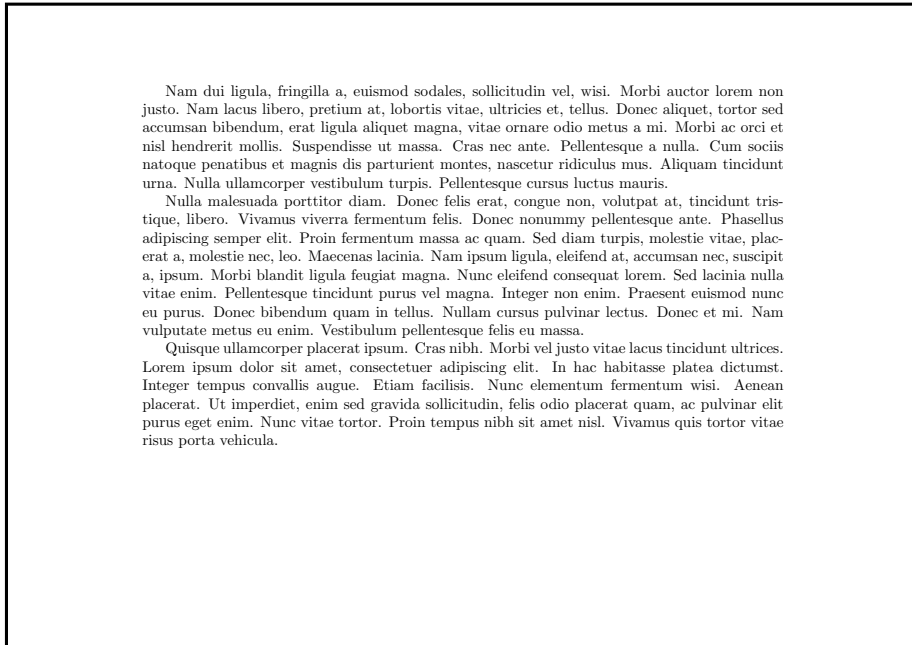 Nam dui ligula, fringilla a, euismod sodales, sollicitudin vel, wisi. Morbi auctor lorem non
justo. Nam lacus libero, pretium at, lobortis vitae, ultricies et, tellus. Donec aliquet, tortor sed
accumsan bibendum, erat ligula aliquet magna, vitae ornare odio metus a mi. Morbi ac orci et
nisl hendrerit mollis. Suspendisse ut massa. Cras nec ante. Pellentesque a nulla. Cum sociis
natoque penatibus et magnis dis parturient montes, nascetur ridiculus mus. Aliquam tincidunt
urna. Nulla ullamcorper vestibulum turpis. Pellentesque cursus luctus mauris.
Nulla malesuada porttitor diam. Donec felis erat, congue non, volutpat at, tincidunt tris-
tique, libero. Vivamus viverra fermentum felis. Donec nonummy pellentesque ante. Phasellus
adipiscing semper elit. Proin fermentum massa ac quam. Sed diam turpis, molestie vitae, plac-
erat a, molestie nec, leo. Maecenas lacinia. Nam ipsum ligula, eleifend at, accumsan nec, suscipit
a, ipsum. Morbi blandit ligula feugiat magna. Nunc eleifend consequat lorem. Sed lacinia nulla
vitae enim. Pellentesque tincidunt purus vel magna. Integer non enim. Praesent euismod nunc
eu purus. Donec bibendum quam in tellus. Nullam cursus pulvinar lectus. Donec et mi. Nam
vulputate metus eu enim. Vestibulum pellentesque felis eu massa.
Quisque ullamcorper placerat ipsum. Cras nibh. Morbi vel justo vitae lacus tincidunt ultrices.
Lorem ipsum dolor sit amet, consectetuer adipiscing elit. In hac habitasse platea dictumst.
Integer tempus convallis augue. Etiam facilisis. Nunc elementum fermentum wisi. Aenean
placerat. Ut imperdiet, enim sed gravida sollicitudin, felis odio placerat quam, ac pulvinar elit
purus eget enim. Nunc vitae tortor. Proin tempus nibh sit amet nisl. Vivamus quis tortor vitae
risus porta vehicula.